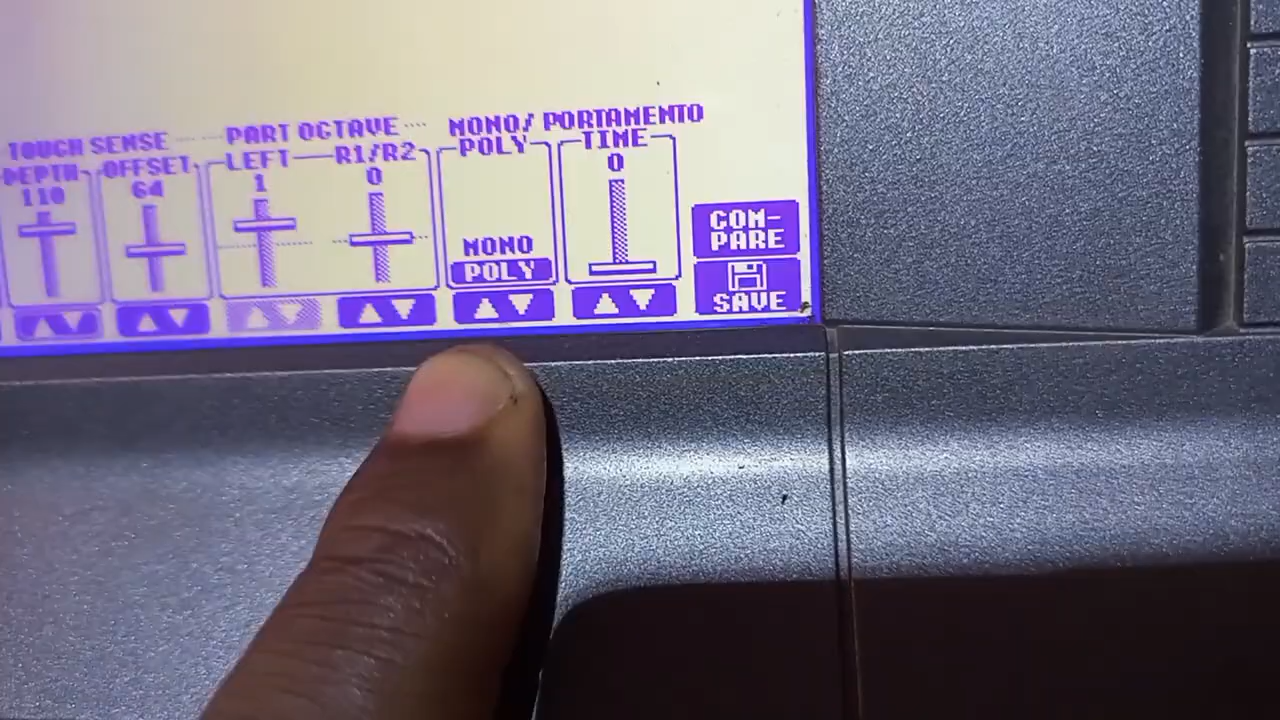 TOUCH SENSE PART OCTAVE MONO/ PORTAMENTO
DEPTH OFFSET LEFT R1/R2 POLY TIME
110 64 1 0 0
MONO
POLY
COM-
PARE
SAVE